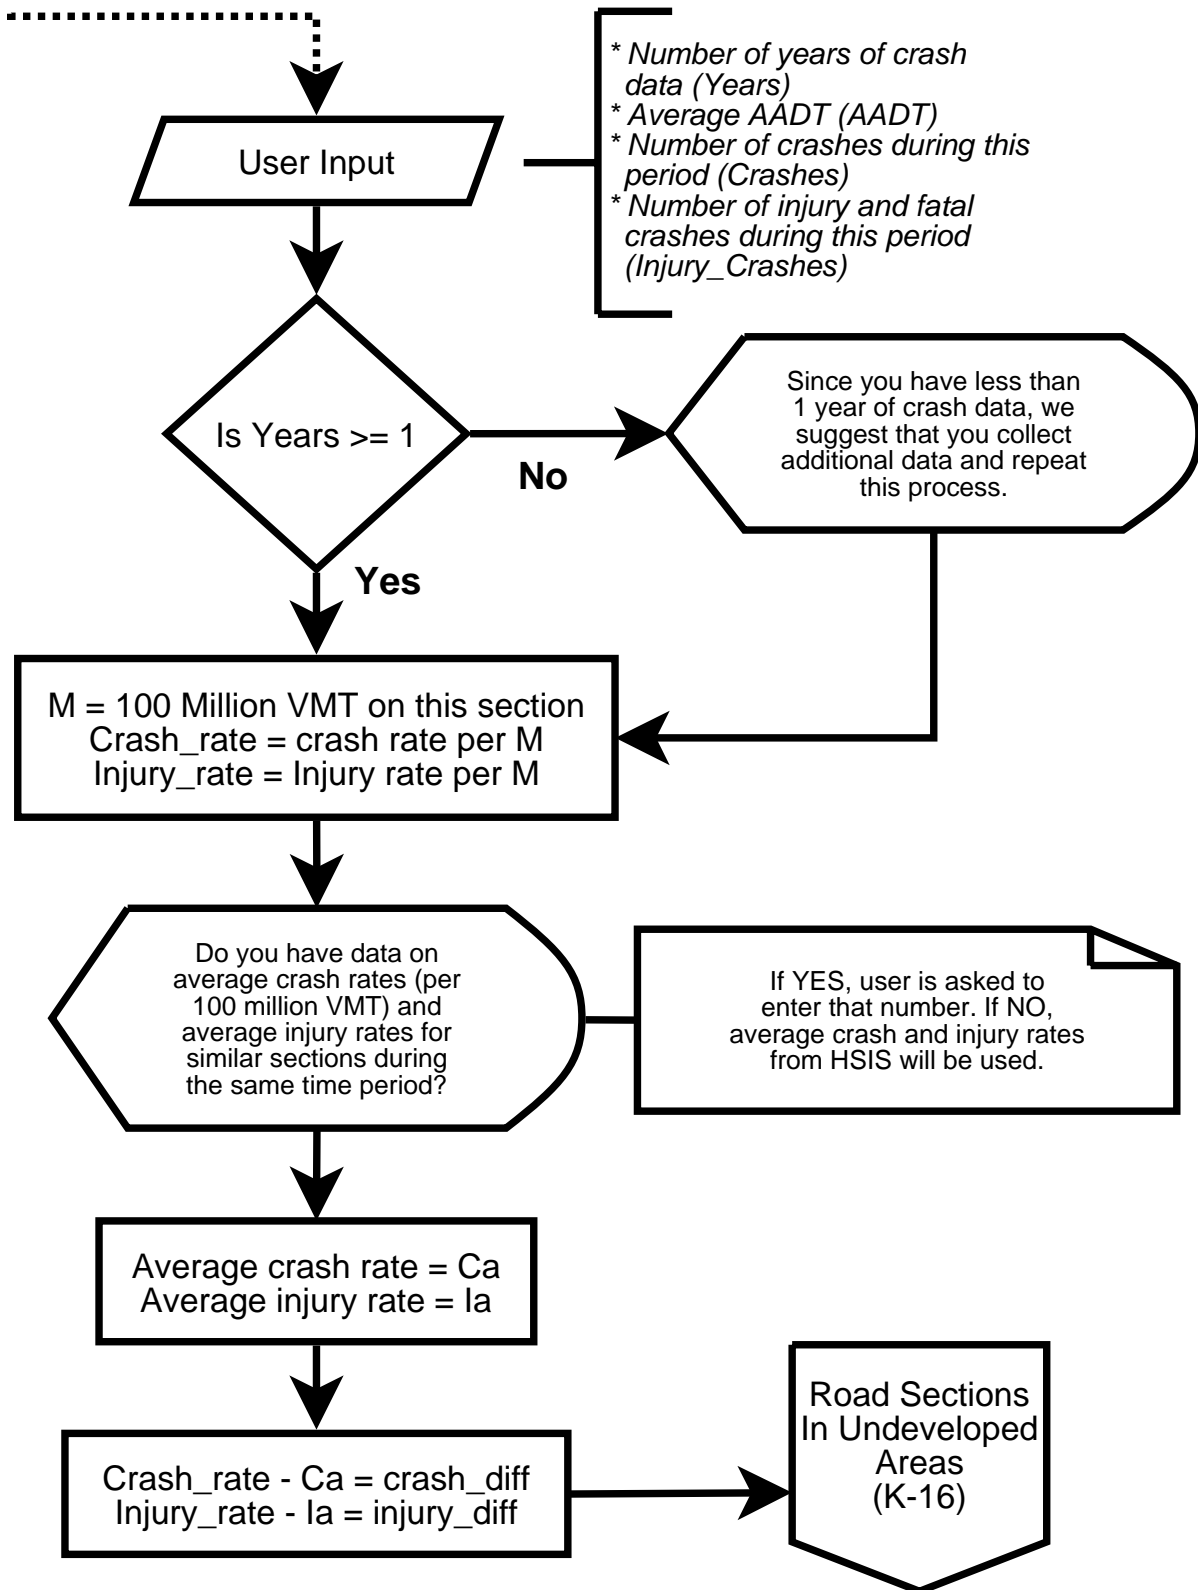 * Number of years of crash
data (Years)
* Average AADT (AADT)
* Number of crashes during this
period (Crashes)
* Number of injury and fatal
crashes during this period
(Injury_Crashes)
User Input
Is Years >= 1
No
Since you have less than
1 year of crash data, we
suggest that you collect
additional data and repeat
this process.
Yes
M = 100 Million VMT on this section
Crash_rate = crash rate per M
Injury_rate = Injury rate per M
Do you have data on
average crash rates (per
100 million VMT) and
average injury rates for
similar sections during
the same time period?
If YES, user is asked to
enter that number. If NO,
average crash and injury rates
from HSIS will be used.
Average crash rate = Ca
Average injury rate = Ia
Crash_rate - Ca = crash_diff
Injury_rate - Ia = injury_diff
Road Sections
In Undeveloped
Areas
(K-16)